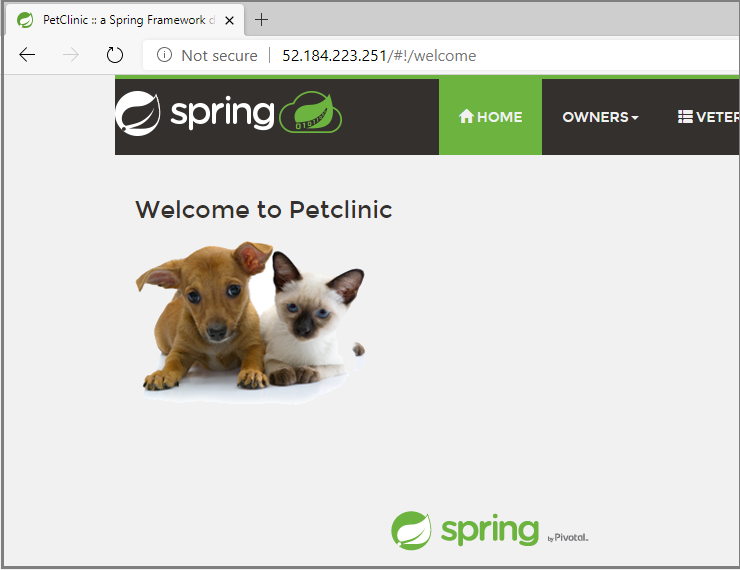 PetClinic :: a Spring Framework d
Not secure 52.184.223.251/#!/welcome
spring
HOME OWNERS VETER
Welcome to Petclinic
spring by Pivotal.